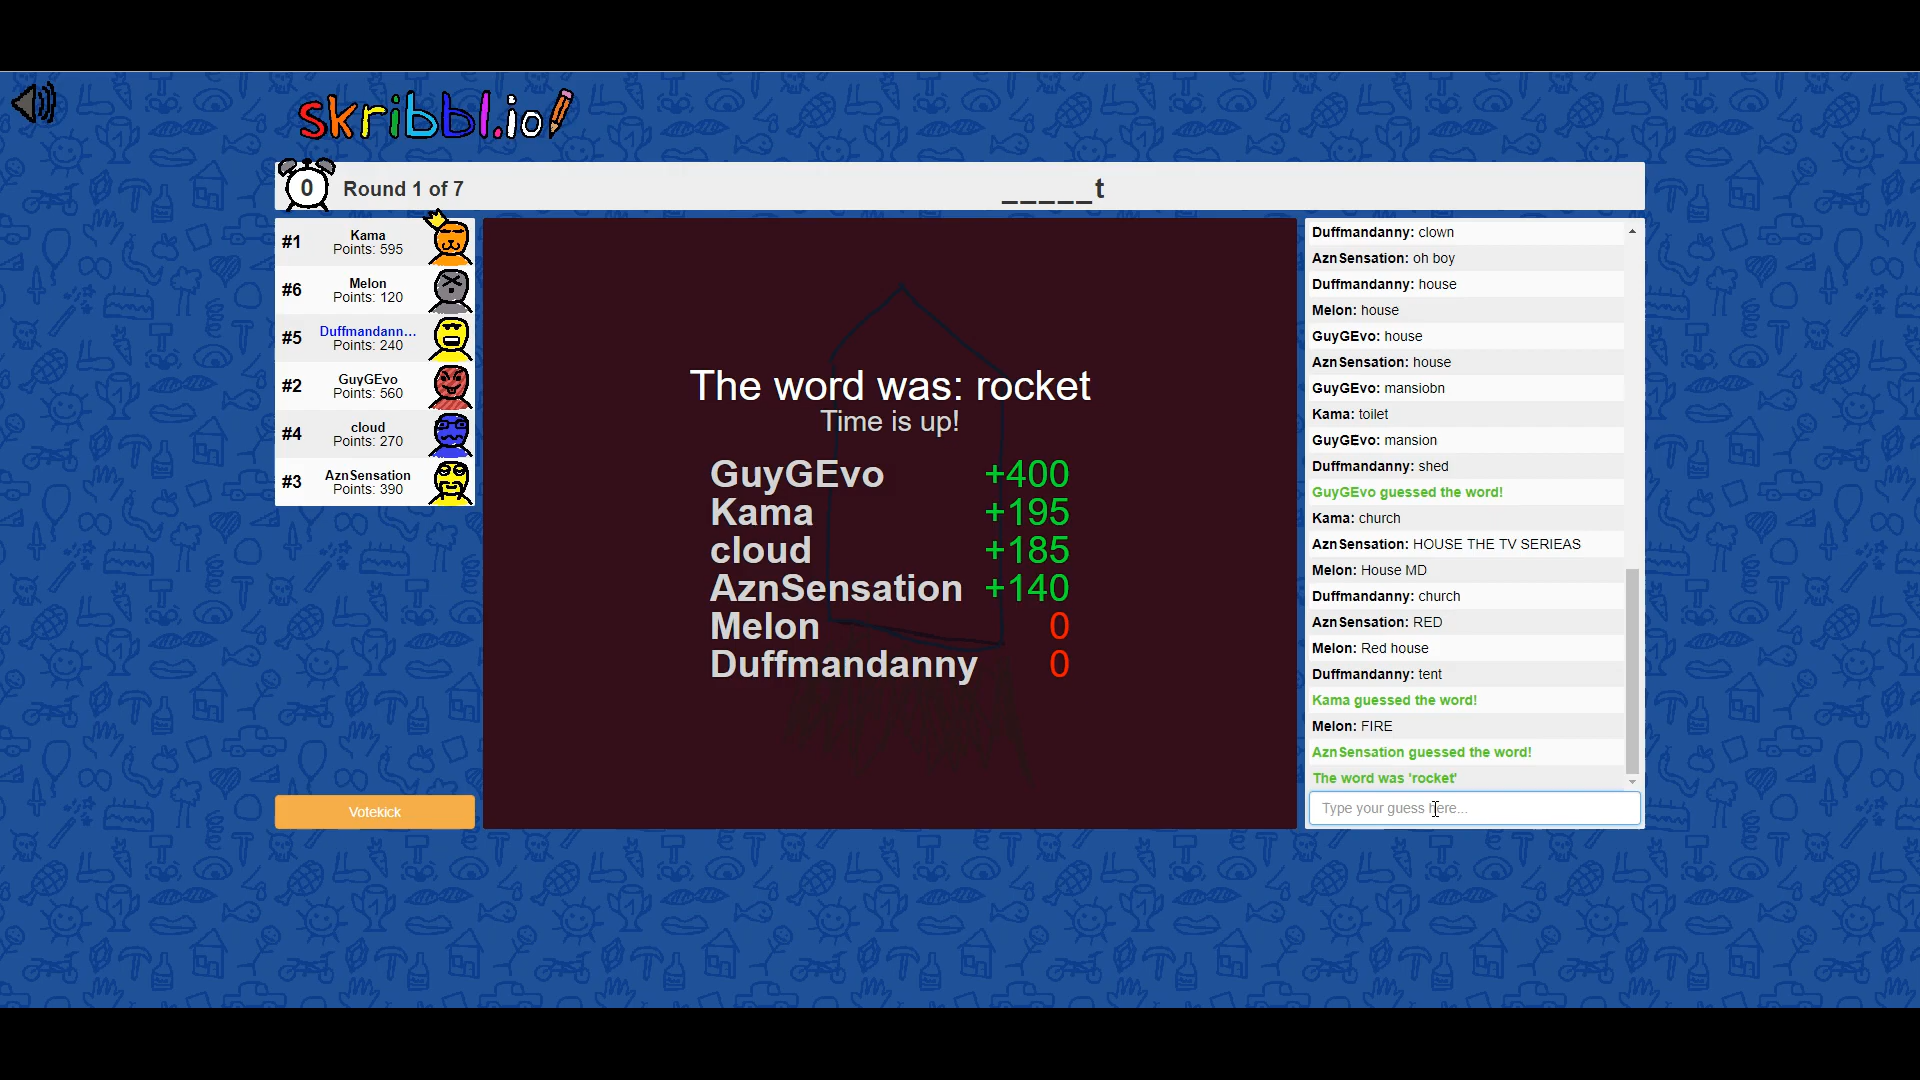 skribbl.io
0
Round 1 of 7
_____t
#1
Kama
Points: 595
#6
Melon
Points: 120
#5
Duffmandann...
Points: 240
#2
GuyGEvo
Points: 560
#4
cloud
Points: 270
#3
AznSensation
Points: 390
Votekick
The word was: rocket
Time is up!
GuyGEvo +400
Kama +195
cloud +185
AznSensation +140
Melon 0
Duffmandanny 0
Duffmandanny: clown
AznSensation: oh boy
Duffmandanny: house
Melon: house
GuyGEvo: house
AznSensation: house
GuyGEvo: mansiobn
Kama: toilet
GuyGEvo: mansion
Duffmandanny: shed
GuyGEvo guessed the word!
Kama: church
AznSensation: HOUSE THE TV SERIEAS
Melon: House MD
Duffmandanny: church
AznSensation: RED
Melon: Red house
Duffmandanny: tent
Kama guessed the word!
Melon: FIRE
AznSensation guessed the word!
The word was 'rocket'
Type your guess here...